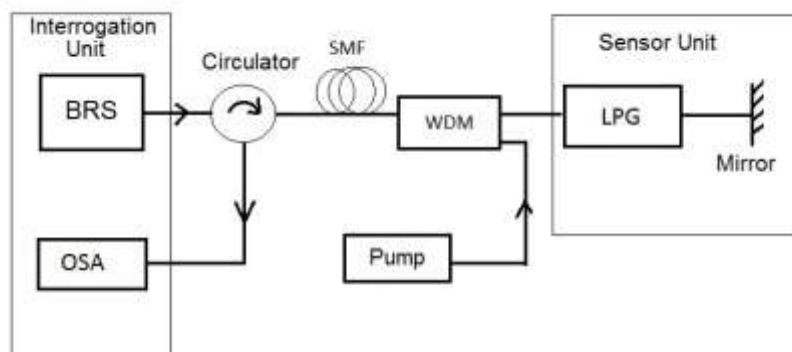 Interrogation
Unit
BRS
OSA
Circulator
SMF
WDM
Pump
Sensor Unit
LPG
Mirror